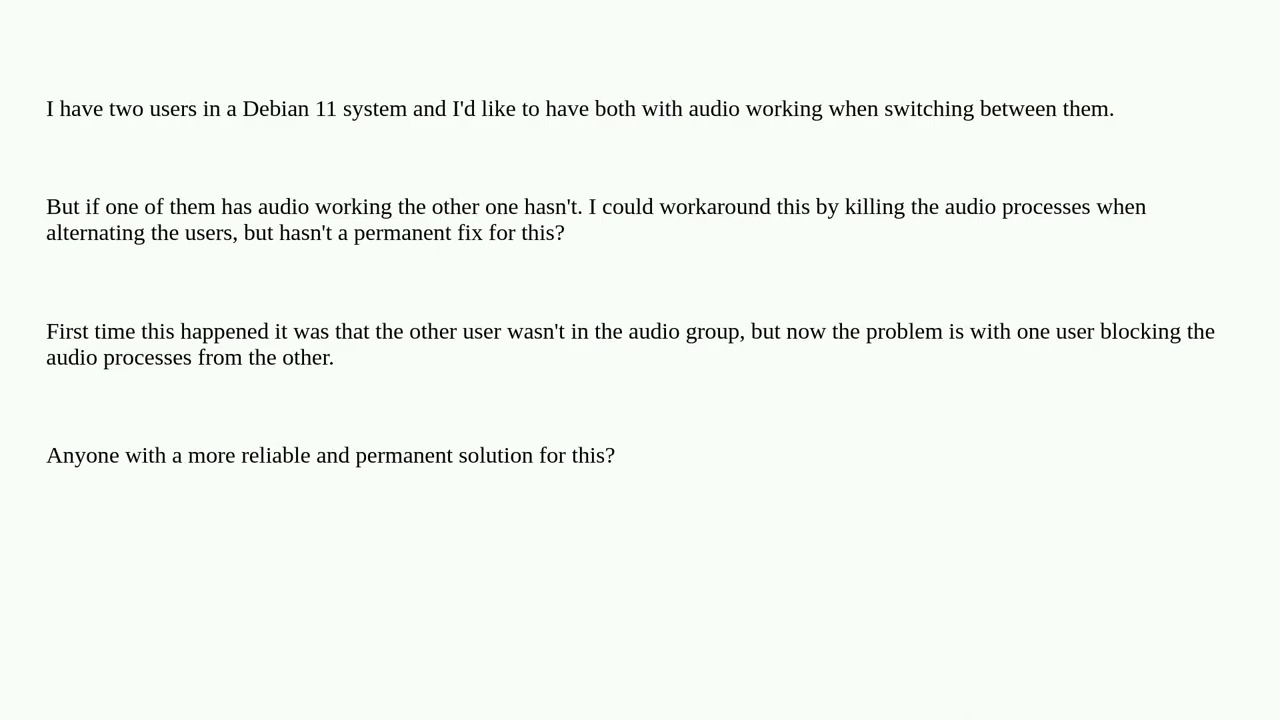 I have two users in a Debian 11 system and I'd like to have both with audio working when switching between them.
But if one of them has audio working the other one hasn't. I could workaround this by killing the audio processes when
alternating the users, but hasn't a permanent fix for this?
First time this happened it was that the other user wasn't in the audio group, but now the problem is with one user blocking the
audio processes from the other.
Anyone with a more reliable and permanent solution for this?